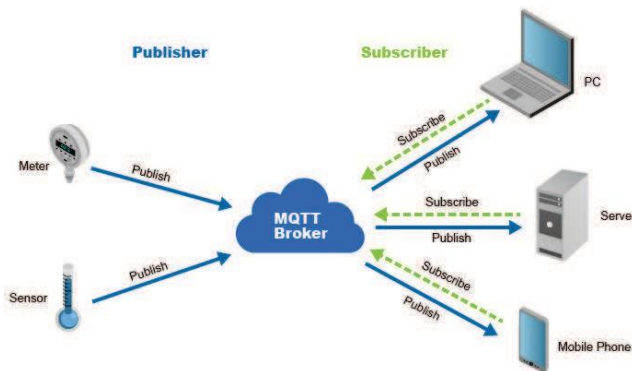 Publisher
Subscriber
PC
Subscribe
Publish
Meter
Publish
MQTT
Broker
Subscribe
Publish
Serve
Sensor
Publish
Subscribe
Publish
Mobile Phone